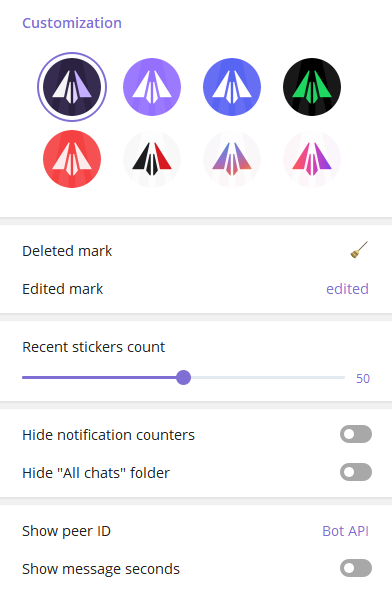 Customization
Deleted mark
Edited mark edited
Recent stickers count
50
Hide notification counters
Hide "All chats" folder
Show peer ID Bot API
Show message seconds